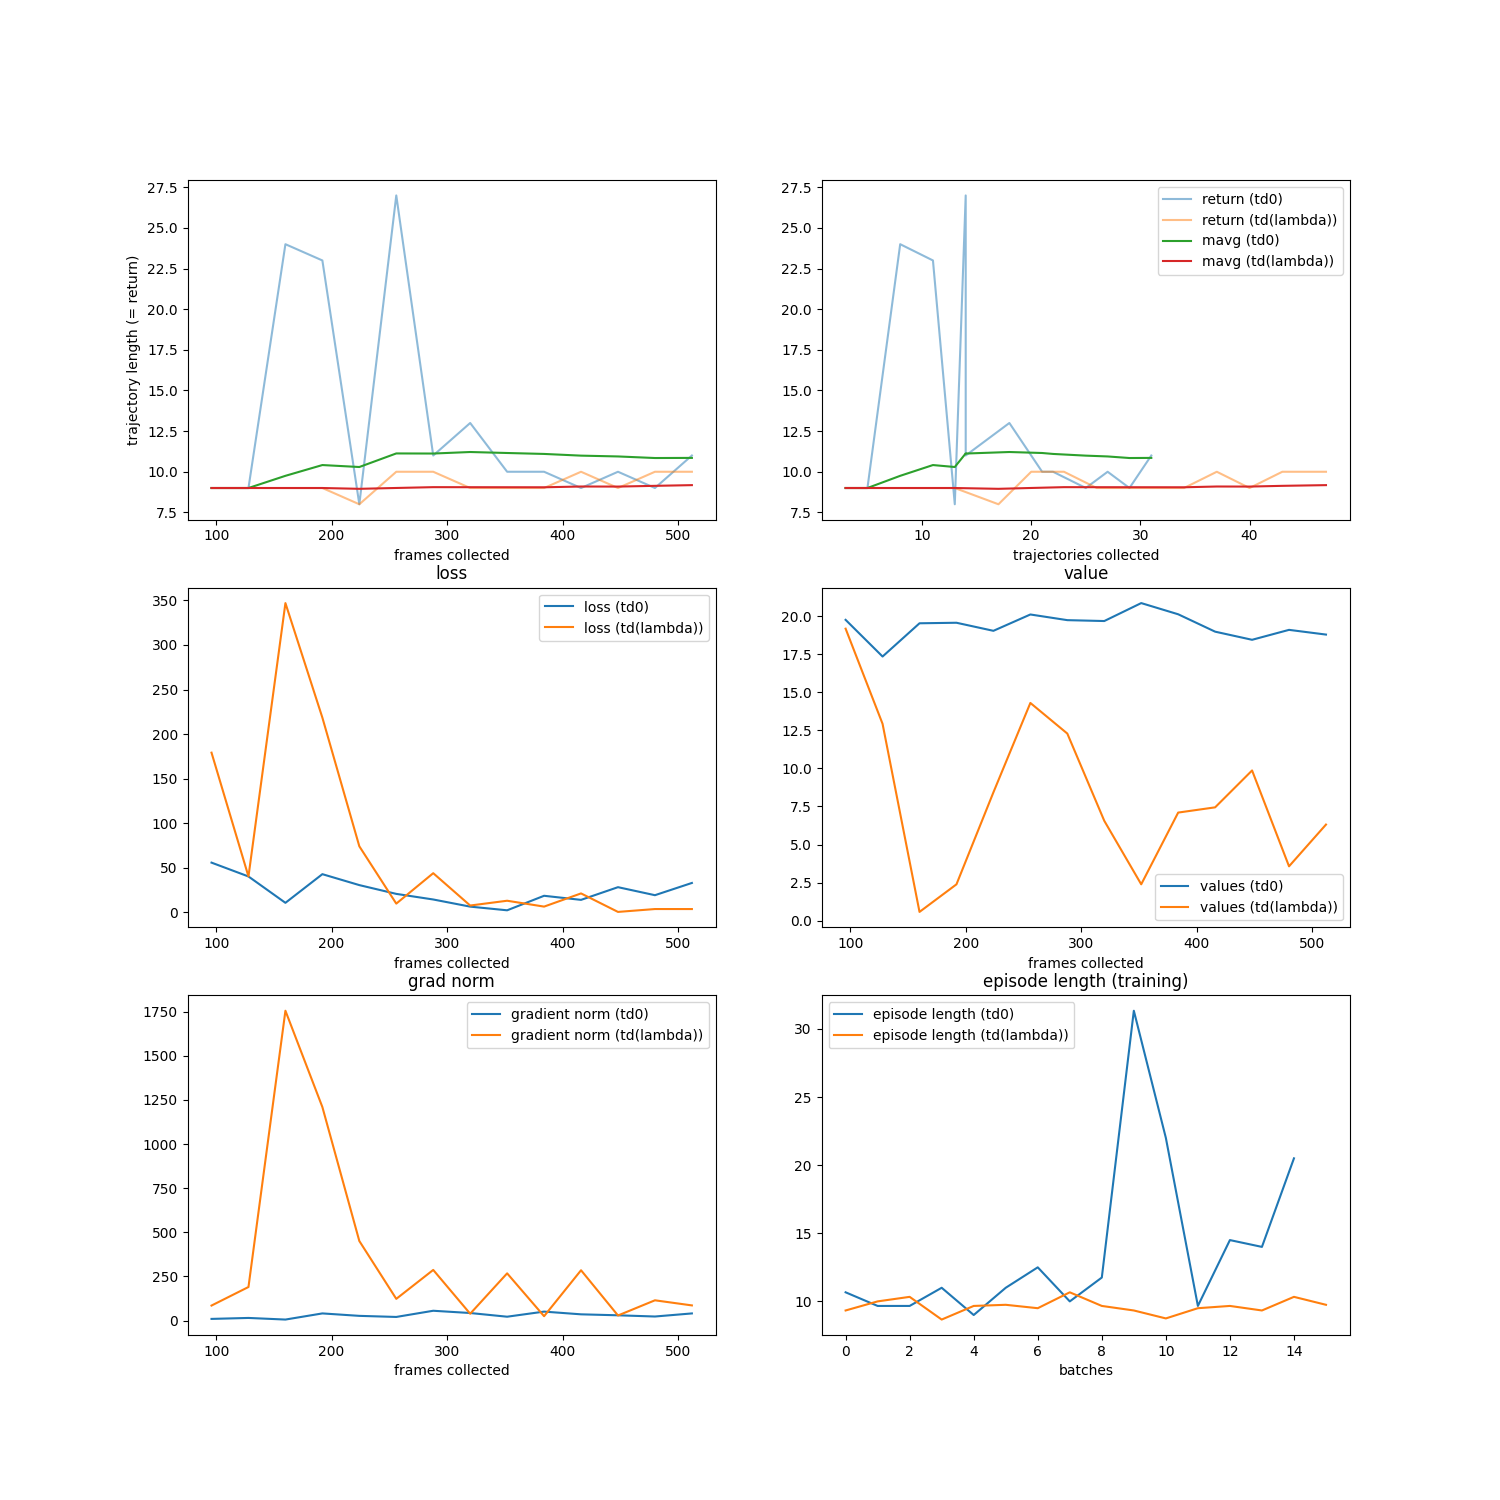 27.5
25.0
22.5
20.0
17.5
15.0
12.5
10.0
7.5
trajectory length (= return)
100 200 300 400 500
frames collected
27.5
25.0
22.5
20.0
17.5
15.0
12.5
10.0
7.5
return (td0)
return (td(lambda))
mavg (td0)
mavg (td(lambda))
10 20 30 40
trajectories collected
loss
350
300
250
200
150
100
50
0
loss (td0)
loss (td(lambda))
100 200 300 400 500
frames collected
value
20.0
17.5
15.0
12.5
10.0
7.5
5.0
2.5
0.0
values (td0)
values (td(lambda))
100 200 300 400 500
frames collected
grad norm
1750
1500
1250
1000
750
500
250
0
gradient norm (td0)
gradient norm (td(lambda))
100 200 300 400 500
frames collected
episode length (training)
30
25
20
15
10
episode length (td0)
episode length (td(lambda))
0 2 4 6 8 10 12 14
batches